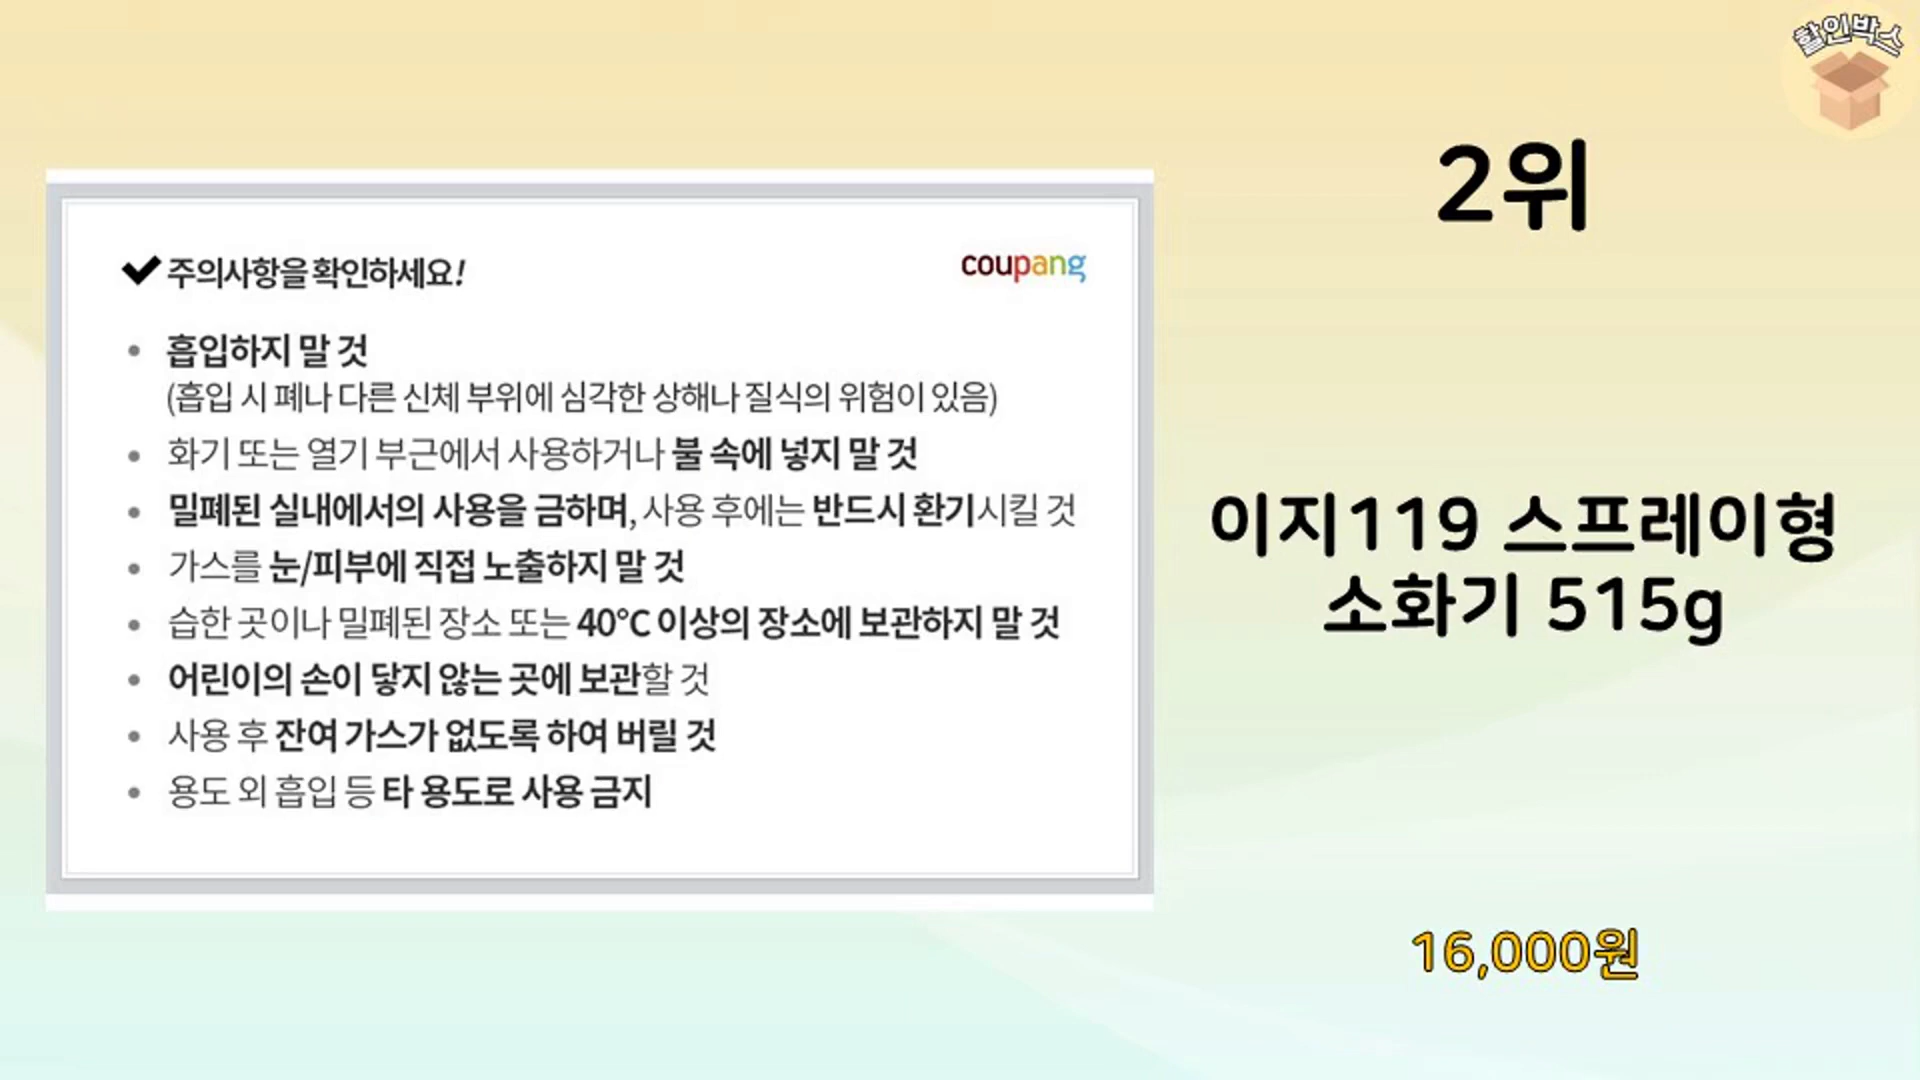 할인박스
2위
✔ 주의사항을 확인하세요!
coupang
• 흡입하지 말 것
(흡입 시 폐나 다른 신체 부위에 심각한 상해나 질식의 위험이 있음)
• 화기 또는 열기 부근에서 사용하거나 불 속에 넣지 말 것
• 밀폐된 실내에서의 사용을 금하며, 사용 후에는 반드시 환기시킬 것
• 가스를 눈/피부에 직접 노출하지 말 것
• 습한 곳이나 밀폐된 장소 또는 40°C 이상의 장소에 보관하지 말 것
• 어린이의 손이 닿지 않는 곳에 보관할 것
• 사용 후 잔여 가스가 없도록 하여 버릴 것
• 용도 외 흡입 등 타 용도로 사용 금지
이지119 스프레이형
소화기 515g
16,000원